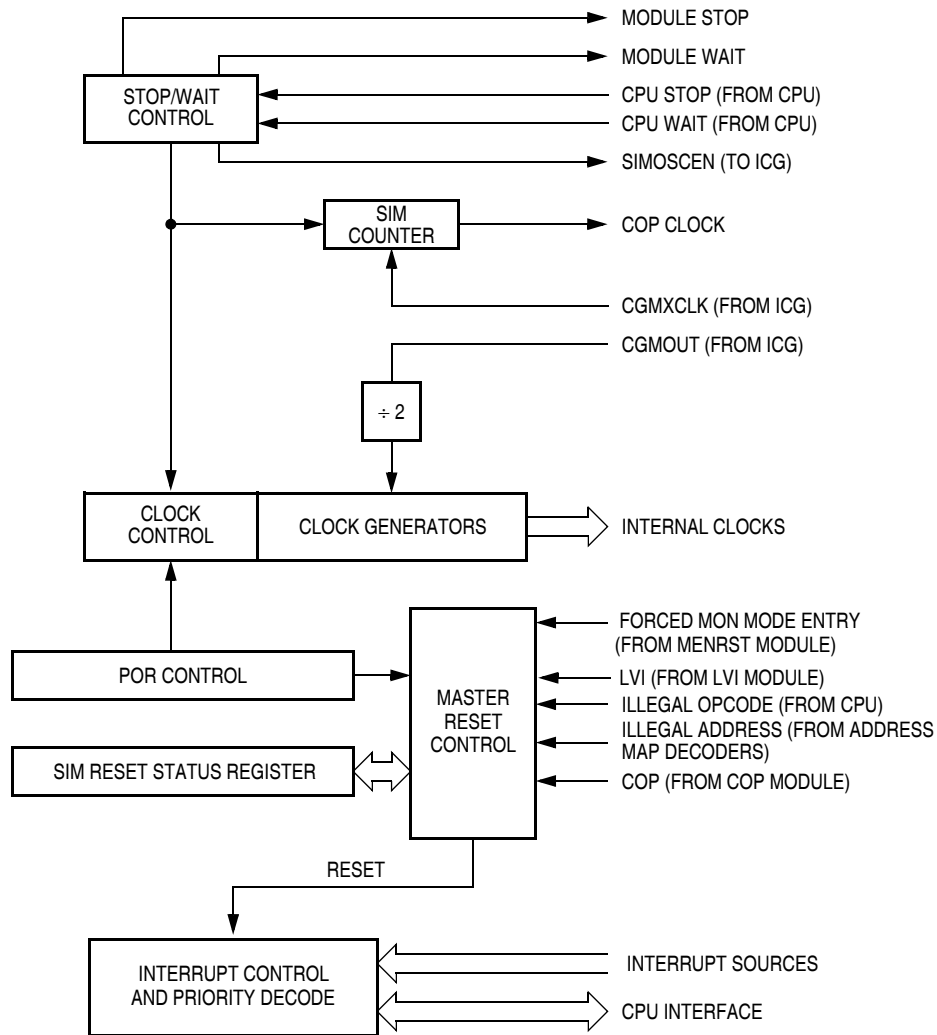 MODULE STOP
MODULE WAIT
STOP/WAIT
CONTROL
CPU STOP (FROM CPU)
CPU WAIT (FROM CPU)
SIMOSCEN (TO ICG)
SIM
COUNTER
COP CLOCK
CGMXCLK (FROM ICG)
CGMOUT (FROM ICG)
÷ 2
CLOCK
CONTROL
CLOCK GENERATORS
INTERNAL CLOCKS
FORCED MON MODE ENTRY
(FROM MENRST MODULE)
POR CONTROL
LVI (FROM LVI MODULE)
MASTER
RESET
CONTROL
ILLEGAL OPCODE (FROM CPU)
ILLEGAL ADDRESS (FROM ADDRESS
MAP DECODERS)
SIM RESET STATUS REGISTER
COP (FROM COP MODULE)
RESET
INTERRUPT CONTROL
AND PRIORITY DECODE
INTERRUPT SOURCES
CPU INTERFACE